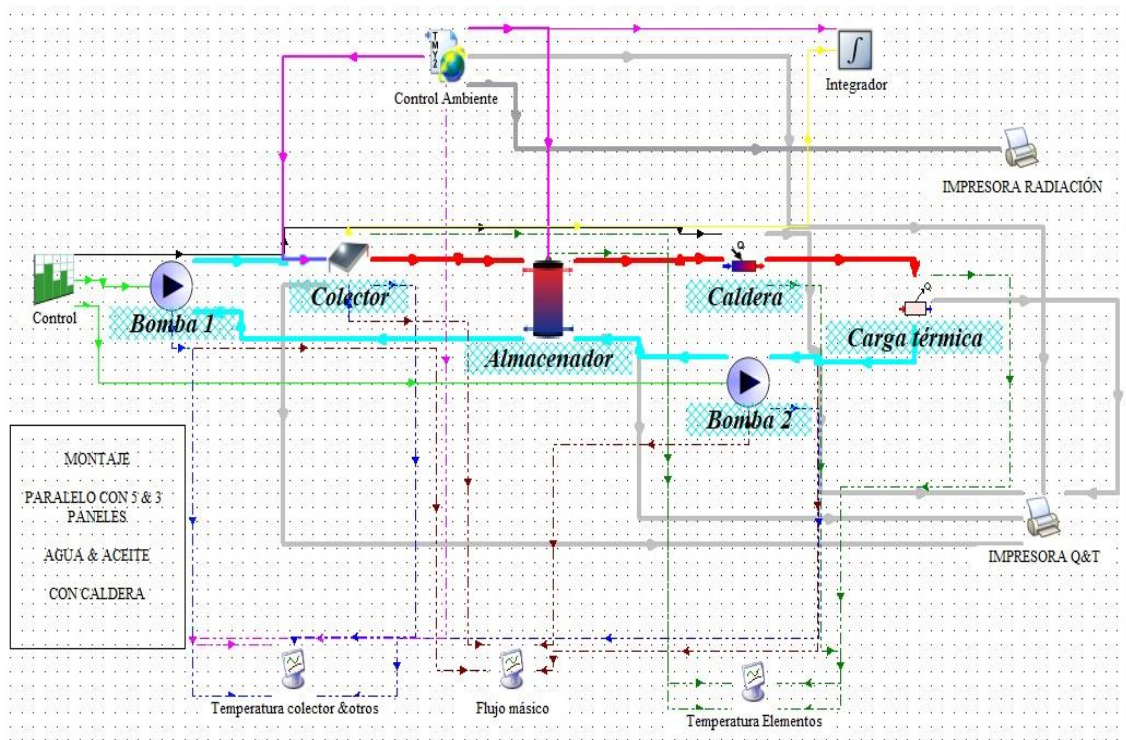 TMY2
Control Ambiente
Integrador
IMPRESORA RADIACIÓN
Q
Control
Bomba 1
Colector
Almacenador
Caldera
Q
Carga térmica
Bomba 2
MONTAJE
PARALELO CON 5 & 3
PANELES
AGUA & ACEITE
CON CALDERA
IMPRESORA Q&T
Temperatura colector &otros
Flujo másico
Temperatura Elementos